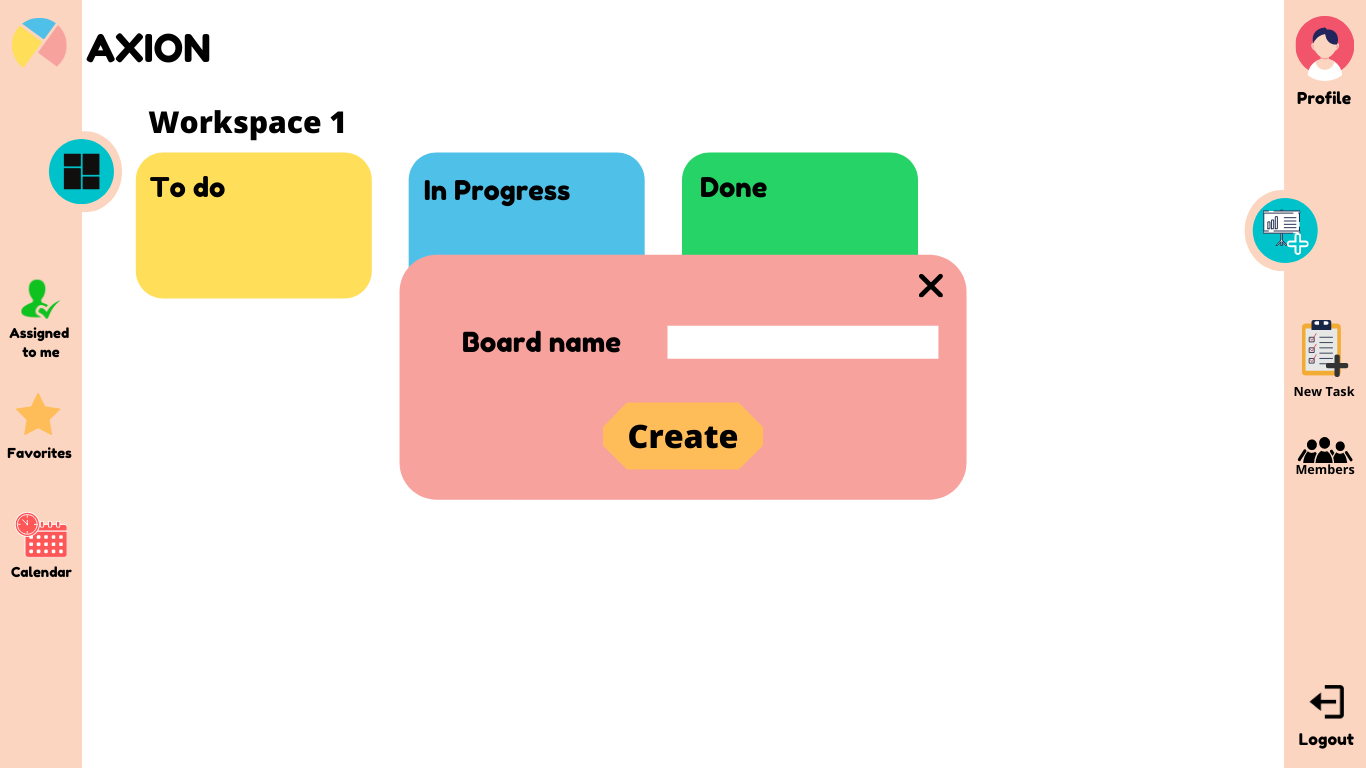 AXION
Profile
Workspace 1
To do
In Progress
Done
Board name
Create
Assigned
to me
Favorites
Calendar
New Task
Members
Logout